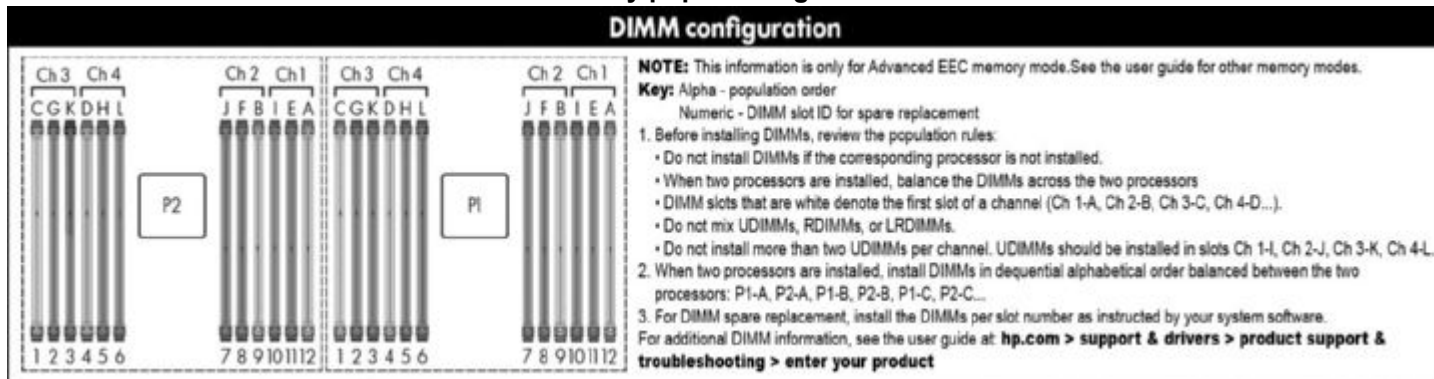 DIMM configuration
Ch 3 Ch 4 Ch 2 Ch 1 Ch 3 Ch 4 Ch 2 Ch 1
C G K D H L J F B I E A C G K D H L J F B I E A
P2 P1
1 2 3 4 5 6 7 8 9 10 11 12 1 2 3 4 5 6 7 8 9 10 11 12
NOTE: This information is only for Advanced EEC memory mode.See the user guide for other memory modes.
Key: Alpha - population order
Numeric - DIMM slot ID for spare replacement
1. Before installing DIMMs, review the population rules:
• Do not install DIMMs if the corresponding processor is not installed.
• When two processors are installed, balance the DIMMs across the two processors
• DIMM slots that are white denote the first slot of a channel (Ch 1-A, Ch 2-B, Ch 3-C, Ch 4-D...).
• Do not mix UDIMMs, RDIMMs, or LRDIMMs.
• Do not install more than two UDIMMs per channel. UDIMMs should be installed in slots Ch 1-I, Ch 2-J, Ch 3-K, Ch 4-L.
2. When two processors are installed, install DIMMs in dequential alphabetical order balanced between the two
processors: P1-A, P2-A, P1-B, P2-B, P1-C, P2-C...
3. For DIMM spare replacement, install the DIMMs per slot number as instructed by your system software.
For additional DIMM information, see the user guide at: hp.com > support & drivers > product support &
troubleshooting > enter your product